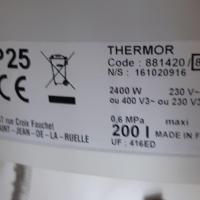 P25
CE
THERMOR
Code : 881420/
N/S : 161020916
2400 W 230 V~
ou 400 V3~ ou 230 V3
0,6 MPa maxi
200 l MADE IN F
UF : 416ED
rue Croix Fauchet
JEAN - DE - LA - RUELLE